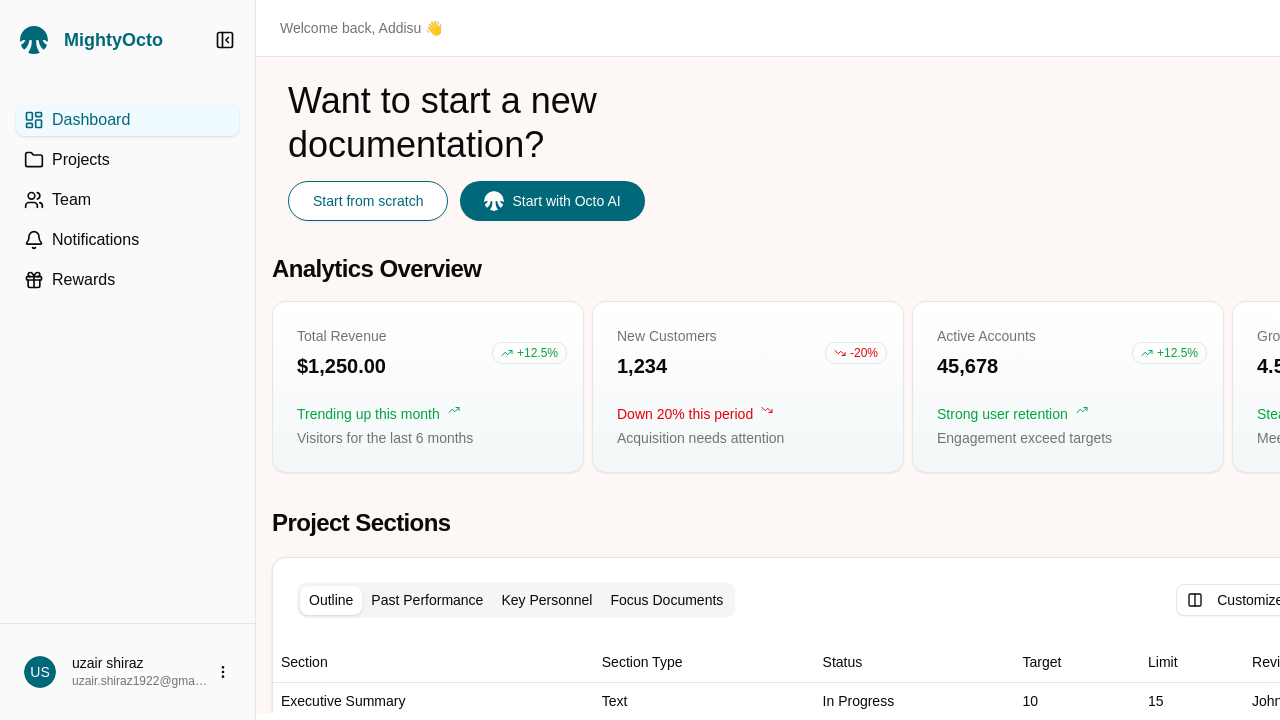 MightyOcto
Dashboard
Projects
Team
Notifications
Rewards
US
uzair shiraz
uzair.shiraz1922@gma...
Welcome back, Addisu 👋
Want to start a new
documentation?
Start from scratch
Start with Octo AI
Analytics Overview
Total Revenue
$1,250.00
+12.5%
Trending up this month
Visitors for the last 6 months
New Customers
1,234
-20%
Down 20% this period
Acquisition needs attention
Active Accounts
45,678
+12.5%
Strong user retention
Engagement exceed targets
Gro
4.5
Stea
Mee
Project Sections
Outline Past Performance Key Personnel Focus Documents
Customize
Section Section Type Status Target Limit Revi
Executive Summary Text In Progress 10 15 John